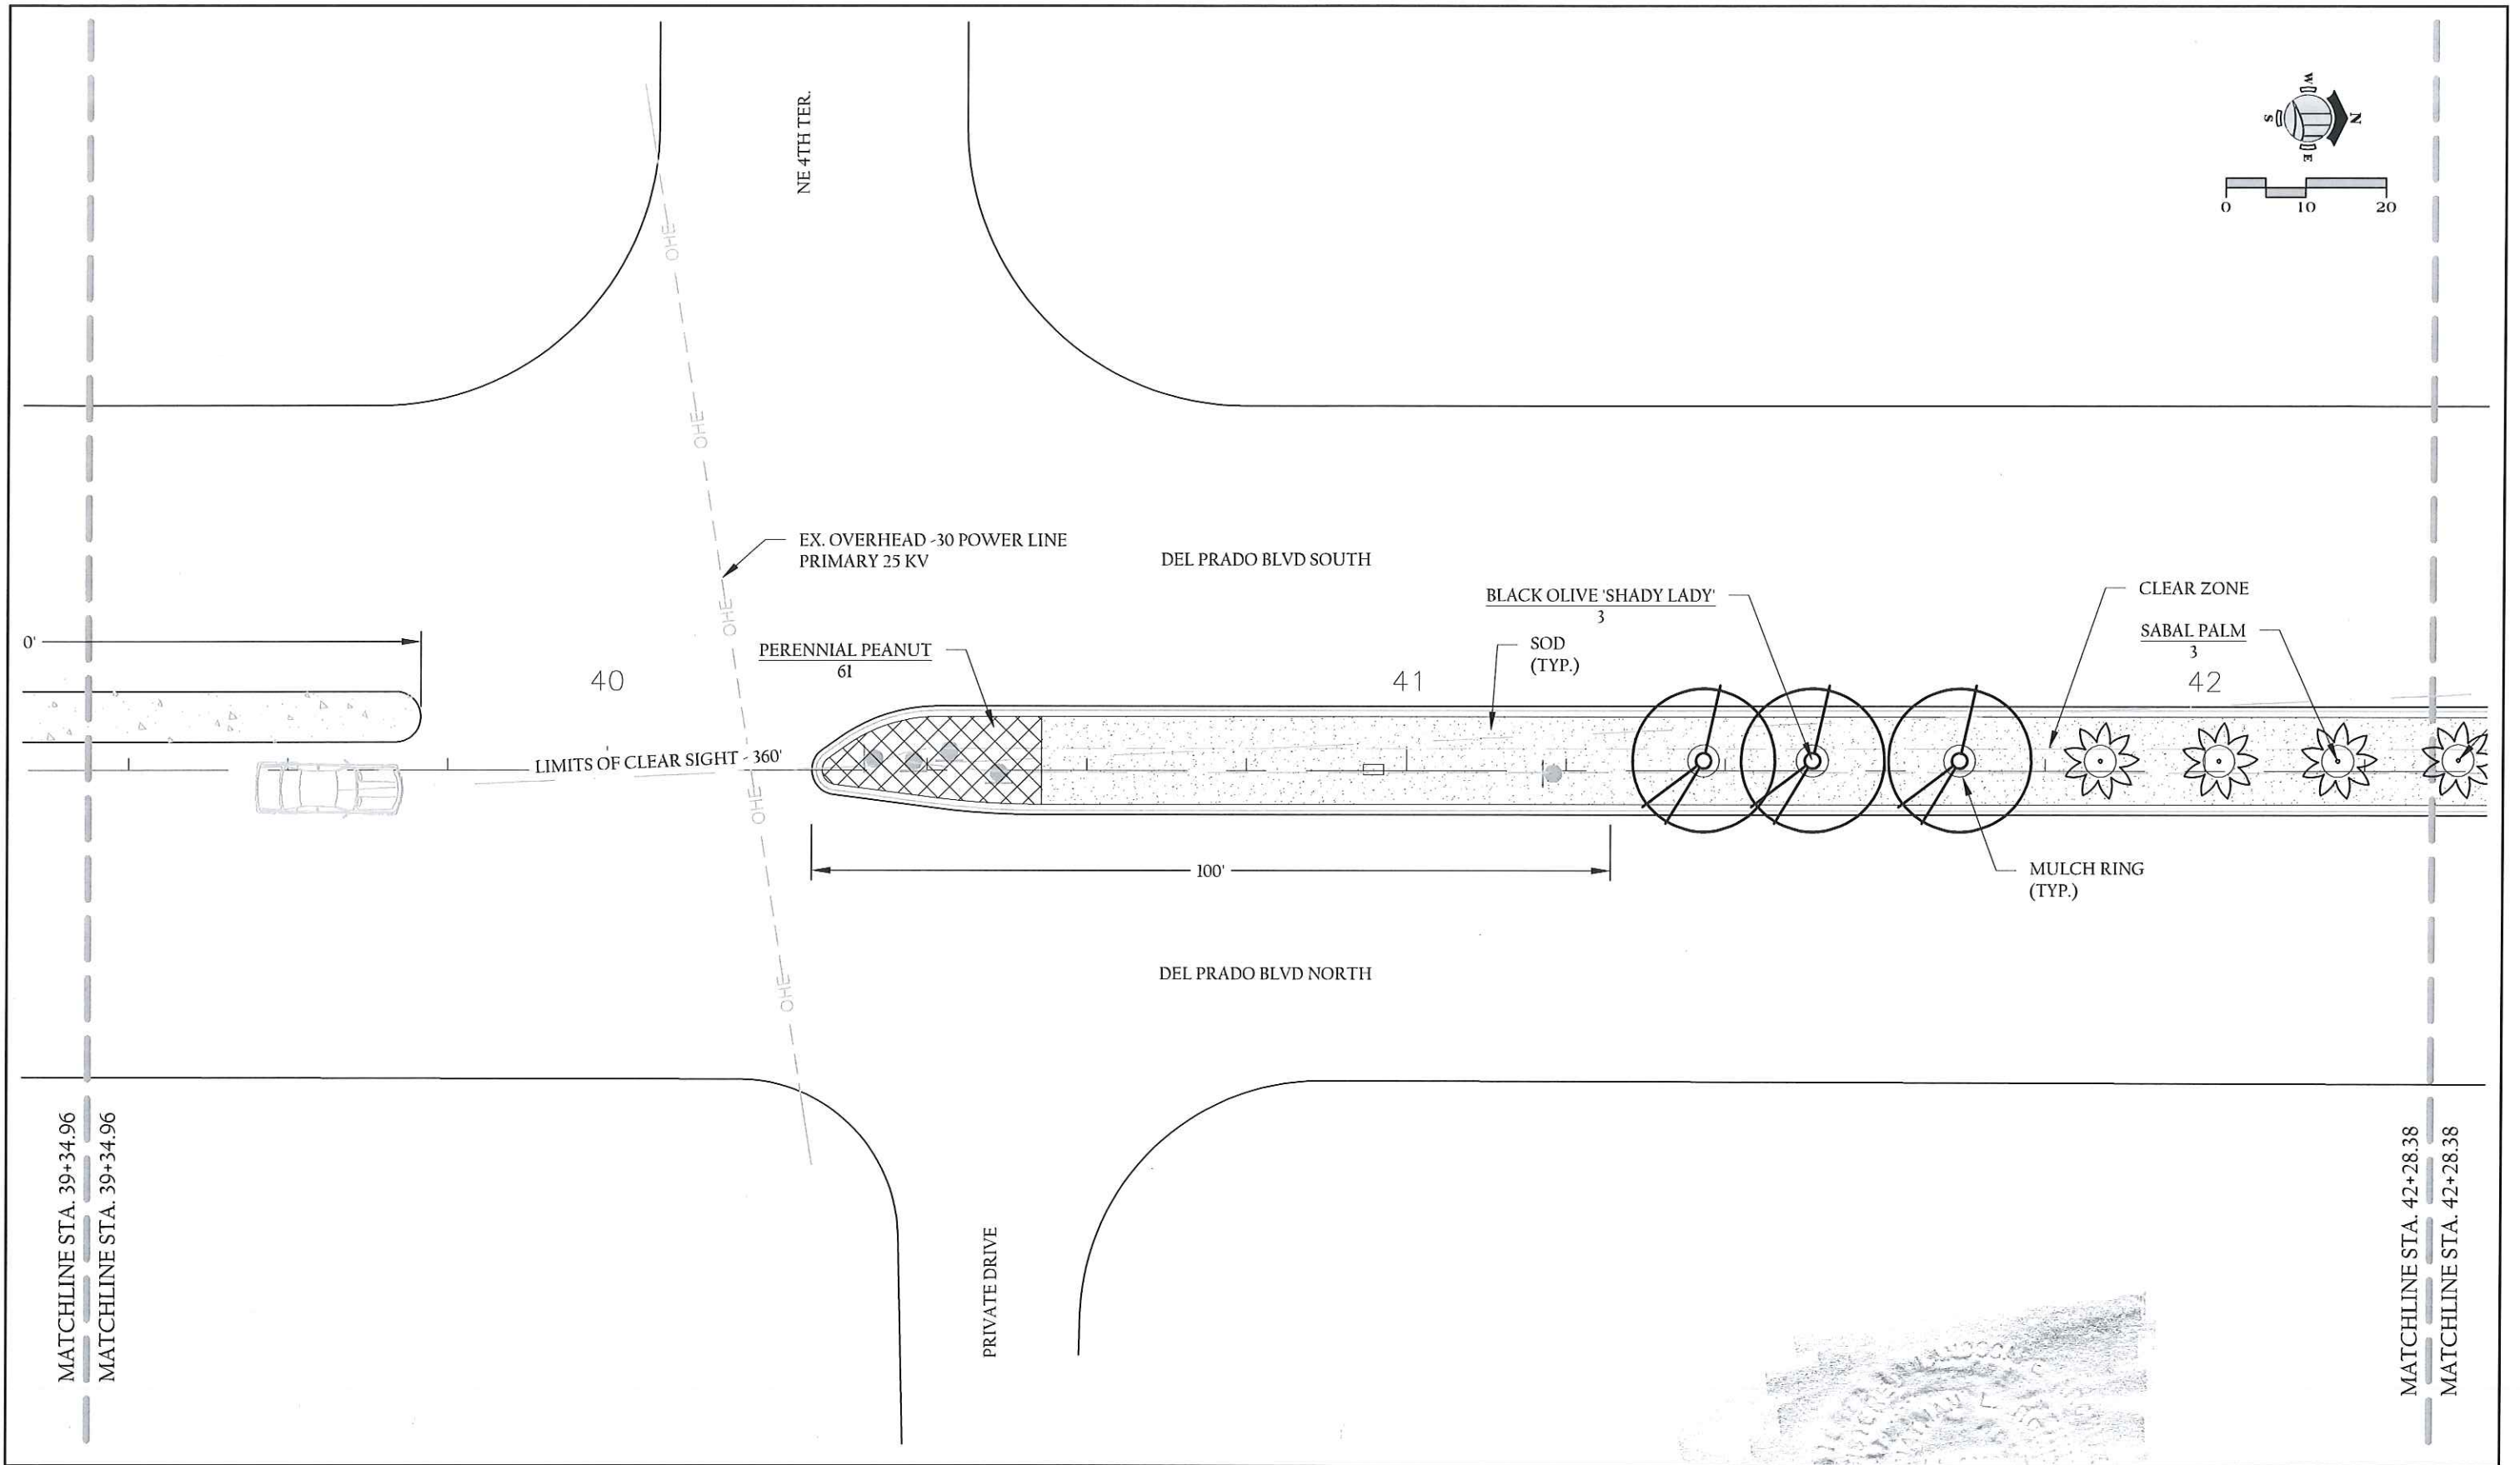 NE 4TH TER.
W
N
S
E
0 10 20
OHE
OHE
EX. OVERHEAD -30 POWER LINE
PRIMARY 25 KV
DEL PRADO BLVD SOUTH
BLACK OLIVE 'SHADY LADY'
3
CLEAR ZONE
OHE
0'
PERENNIAL PEANUT
61
SOD
(TYP.)
SABAL PALM
3
40
41
42
LIMITS OF CLEAR SIGHT - 360'
OHE
100'
MULCH RING
(TYP.)
DEL PRADO BLVD NORTH
OHE
MATCHLINE STA. 39+34.96
MATCHLINE STA. 39+34.96
PRIVATE DRIVE
MATCHLINE STA. 42+28.38
MATCHLINE STA. 42+28.38